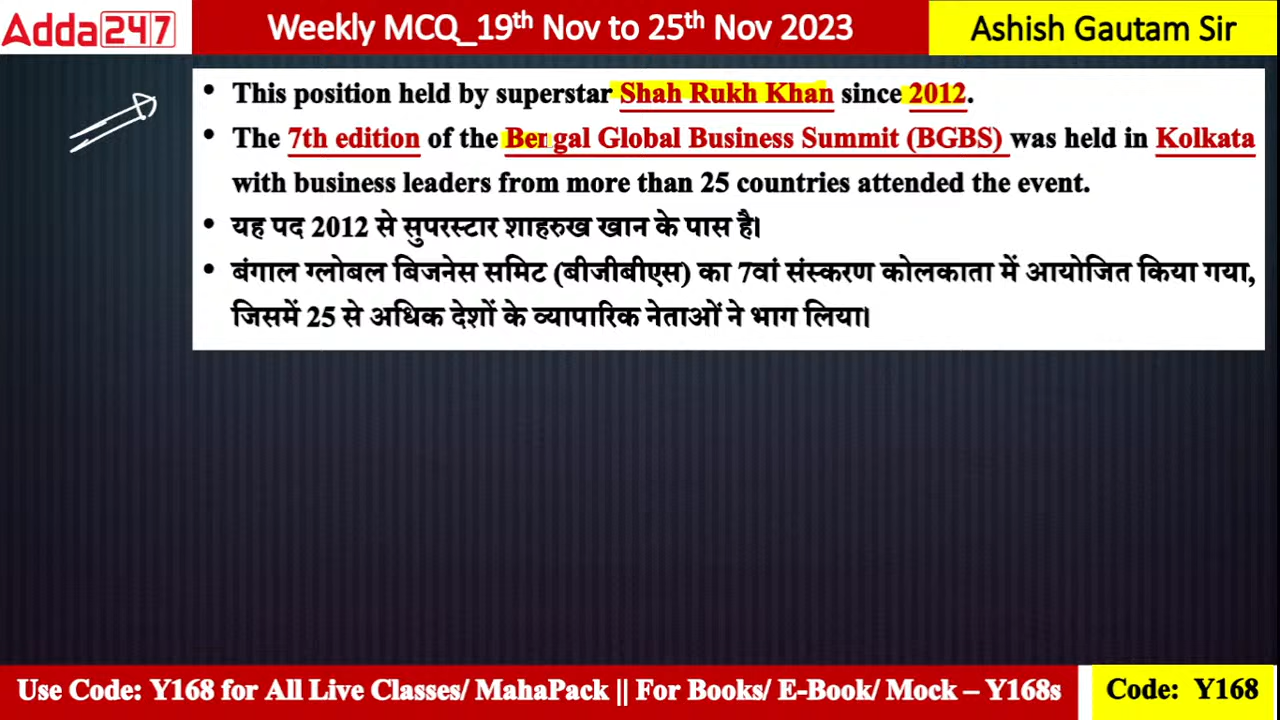 Adda247
Weekly MCQ_19th Nov to 25th Nov 2023
Ashish Gautam Sir
• This position held by superstar Shah Rukh Khan since 2012.
• The 7th edition of the Bengal Global Business Summit (BGBS) was held in Kolkata
with business leaders from more than 25 countries attended the event.
• यह पद 2012 से सुपरस्टार शाहरुख खान के पास है।
• बंगाल ग्लोबल बिजनेस समिट (बीजीबीएस) का 7वां संस्करण कोलकाता में आयोजित किया गया,
जिसमें 25 से अधिक देशों के व्यापारिक नेताओं ने भाग लिया।
Use Code: Y168 for All Live Classes/ MahaPack || For Books/ E-Book/ Mock – Y168s
Code: Y168